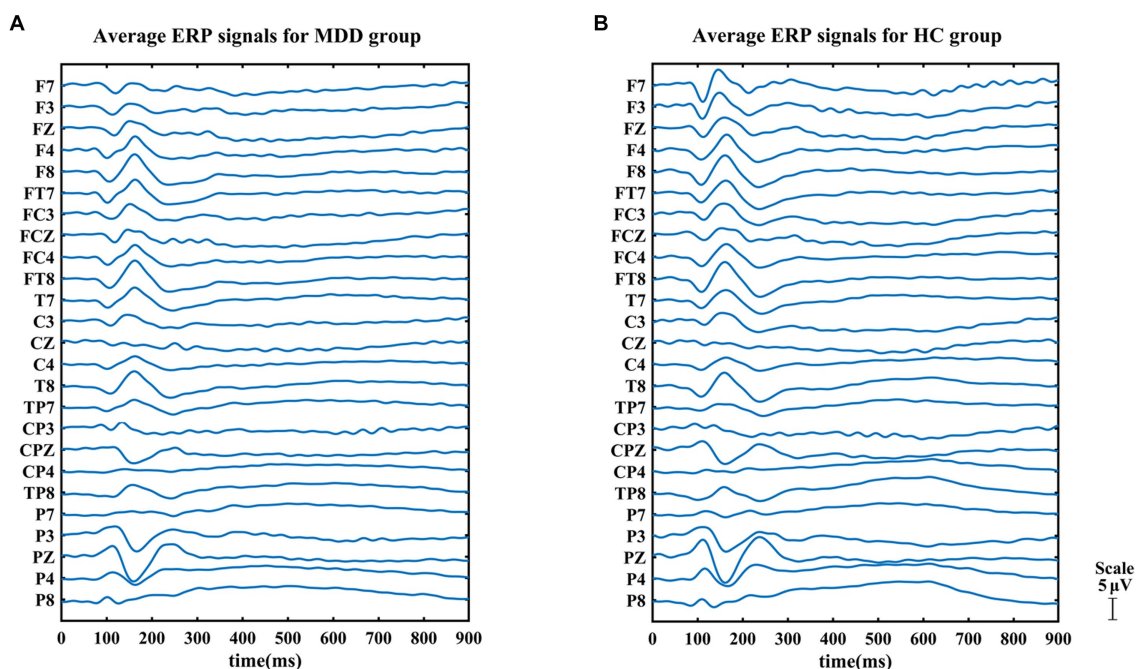 A
Average ERP signals for MDD group
F7
F3
FZ
F4
F8
FT7
FC3
FCZ
FC4
FT8
T7
C3
CZ
C4
T8
TP7
CP3
CPZ
CP4
TP8
P7
P3
PZ
P4
P8
0 100 200 300 400 500 600 700 800 900
time(ms)
B
Average ERP signals for HC group
F7
F3
FZ
F4
F8
FT7
FC3
FCZ
FC4
FT8
T7
C3
CZ
C4
T8
TP7
CP3
CPZ
CP4
TP8
P7
P3
PZ
P4
P8
0 100 200 300 400 500 600 700 800 900
time(ms)
Scale
5 μV